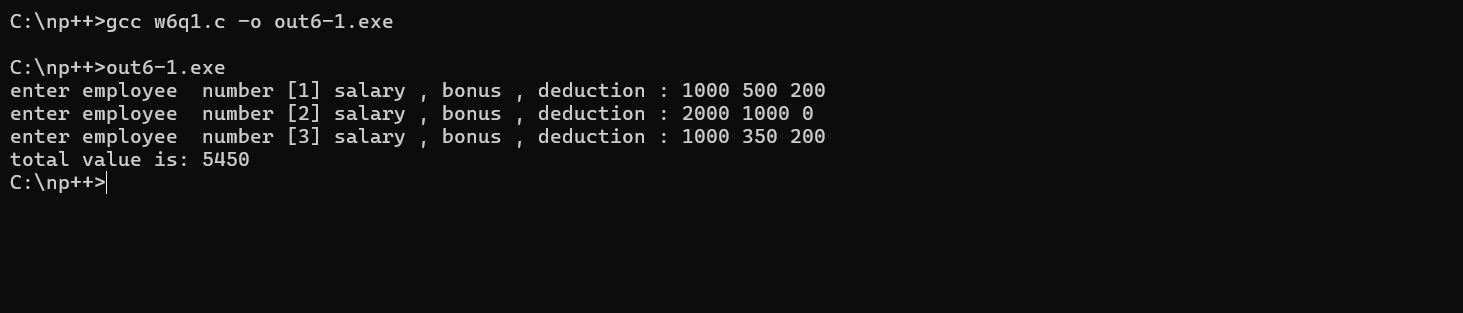 C:\np++>gcc w6q1.c -o out6-1.exe
C:\np++>out6-1.exe
enter employee  number [1] salary , bonus , deduction : 1000 500 200
enter employee  number [2] salary , bonus , deduction : 2000 1000 0
enter employee  number [3] salary , bonus , deduction : 1000 350 200
total value is: 5450
C:\np++>